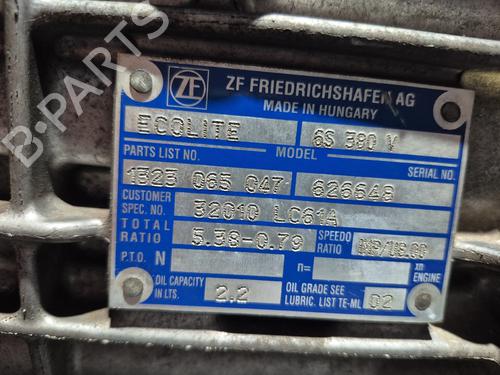 B-PARTS
ZF
ZF FRIEDRICHSHAFEN AG
MADE IN HUNGARY
ECOLITE 6S 380 V
PARTS LIST NO. MODEL SERIAL NO.
1323 065 047 626648
CUSTOMER SPEC. NO. 32010 LC61A
TOTAL RATIO 5.38-0.79 SPEEDO RATIO
P.T.O. N n= xn ENGINE
OIL CAPACITY IN LTS. 2.2 OIL GRADE SEE LUBRIC. LIST TE-ML 02